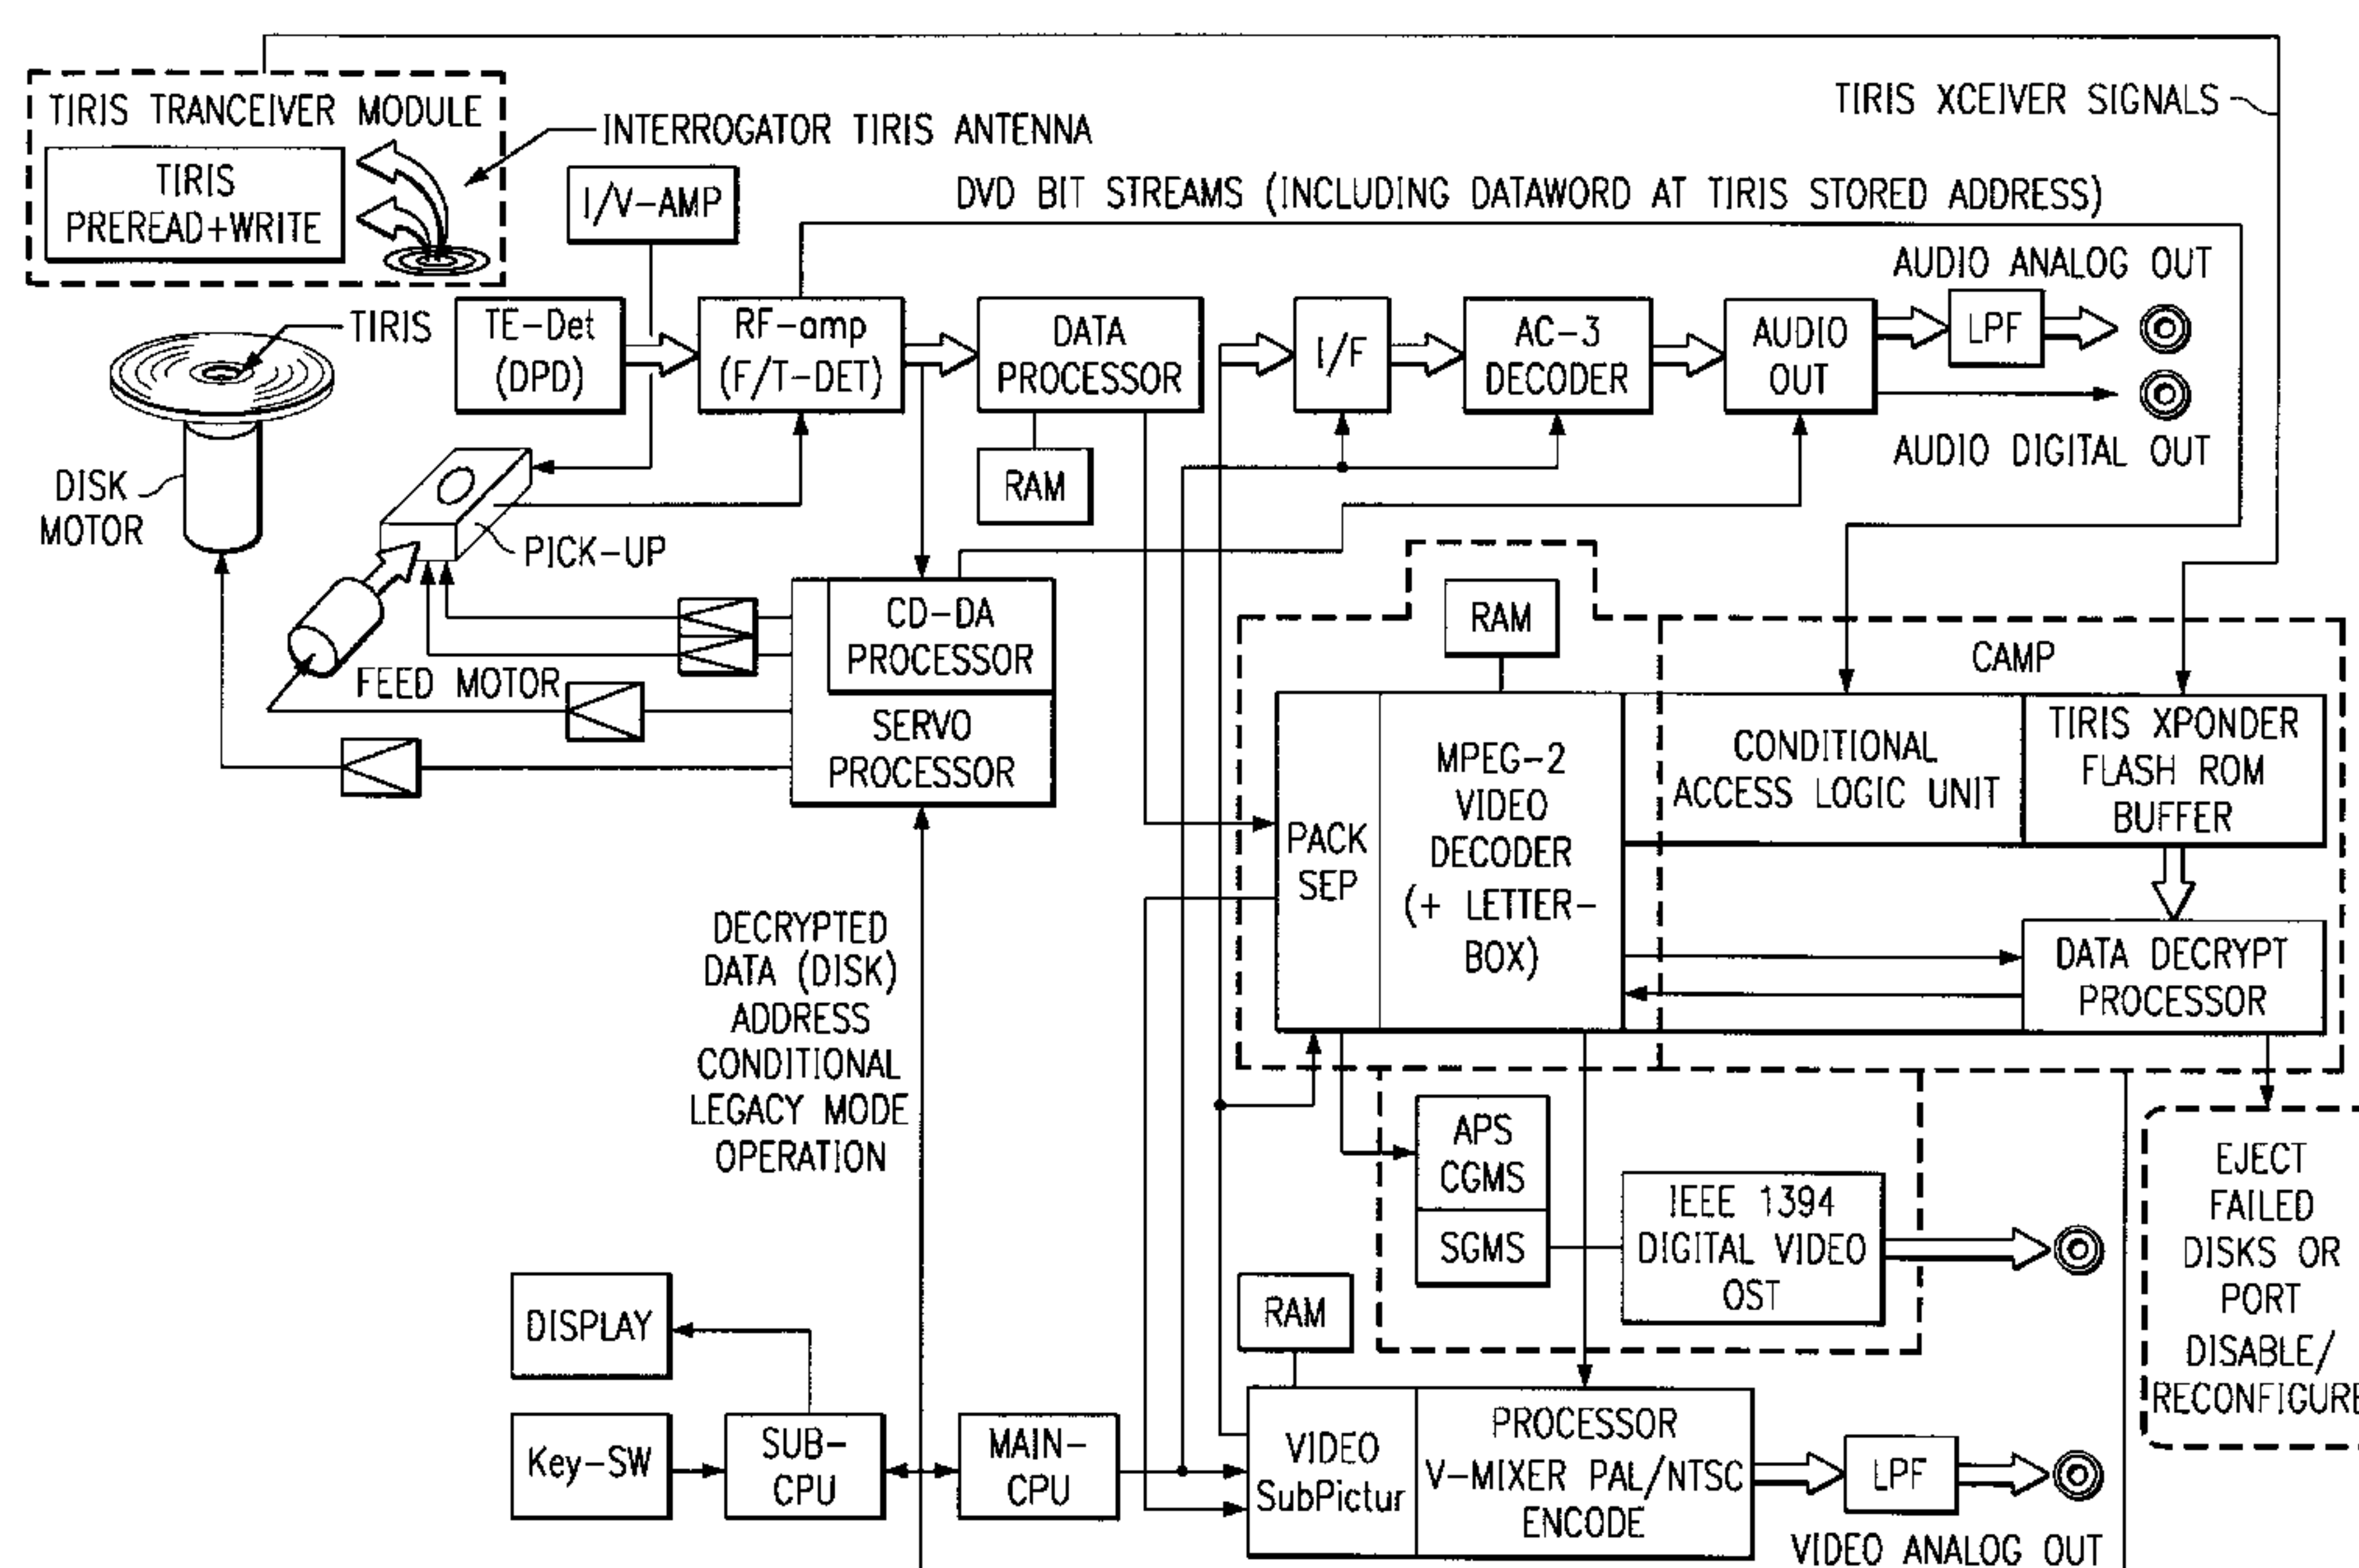 TIRIS TRANCEIVER MODULE
TIRIS
PREREAD+WRITE
INTERROGATOR TIRIS ANTENNA
TIRIS XCEIVER SIGNALS
I/V-AMP
DVD BIT STREAMS (INCLUDING DATAWORD AT TIRIS STORED ADDRESS)
AUDIO ANALOG OUT
TIRIS
TE-Det
(DPD)
RF-amp
(F/T-DET)
DATA
PROCESSOR
I/F
AC-3
DECODER
AUDIO
OUT
LPF
AUDIO DIGITAL OUT
RAM
DISK
MOTOR
PICK-UP
FEED MOTOR
CD-DA
PROCESSOR
SERVO
PROCESSOR
RAM
CAMP
PACK
SEP
MPEG-2
VIDEO
DECODER
(+ LETTER-
BOX)
CONDITIONAL
ACCESS LOGIC UNIT
TIRIS XPONDER
FLASH ROM
BUFFER
DATA DECRYPT
PROCESSOR
DECRYPTED
DATA (DISK)
ADDRESS
CONDITIONAL
LEGACY MODE
OPERATION
APS
CGMS
SGMS
IEEE 1394
DIGITAL VIDEO
OST
EJECT
FAILED
DISKS OR
PORT
DISABLE/
RECONFIGURE
RAM
DISPLAY
Key-SW
SUB-
CPU
MAIN-
CPU
VIDEO
SubPictur
PROCESSOR
V-MIXER PAL/NTSC
ENCODE
LPF
VIDEO ANALOG OUT